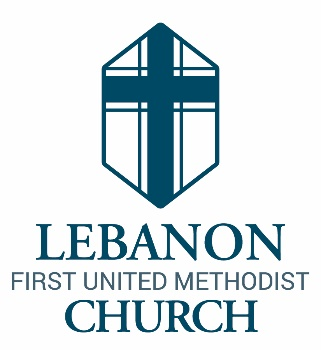 LEBANON
FIRST UNITED METHODIST
CHURCH